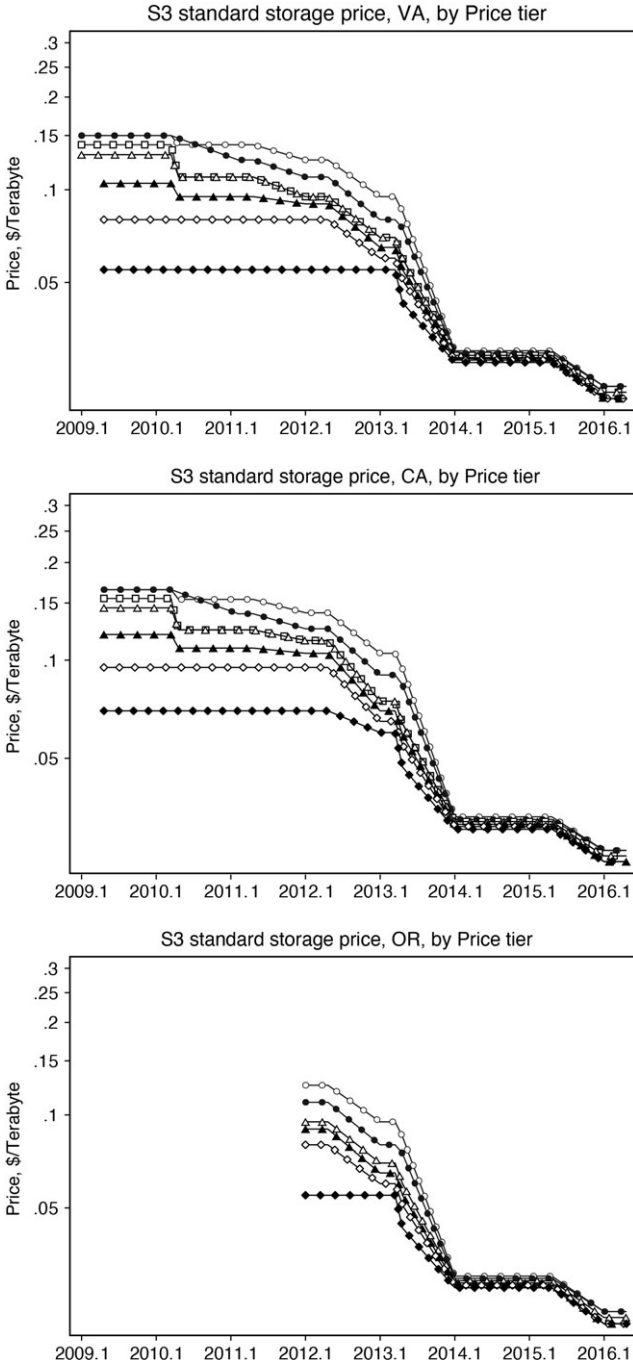 S3 standard storage price, VA, by Price tier
.3
.25
.2
.15
.1
.05
Price, $/Terabyte
2009.1 2010.1 2011.1 2012.1 2013.1 2014.1 2015.1 2016.1
S3 standard storage price, CA, by Price tier
.3
.25
.2
.15
.1
.05
Price, $/Terabyte
2009.1 2010.1 2011.1 2012.1 2013.1 2014.1 2015.1 2016.1
S3 standard storage price, OR, by Price tier
.3
.25
.2
.15
.1
.05
Price, $/Terabyte
2009.1 2010.1 2011.1 2012.1 2013.1 2014.1 2015.1 2016.1